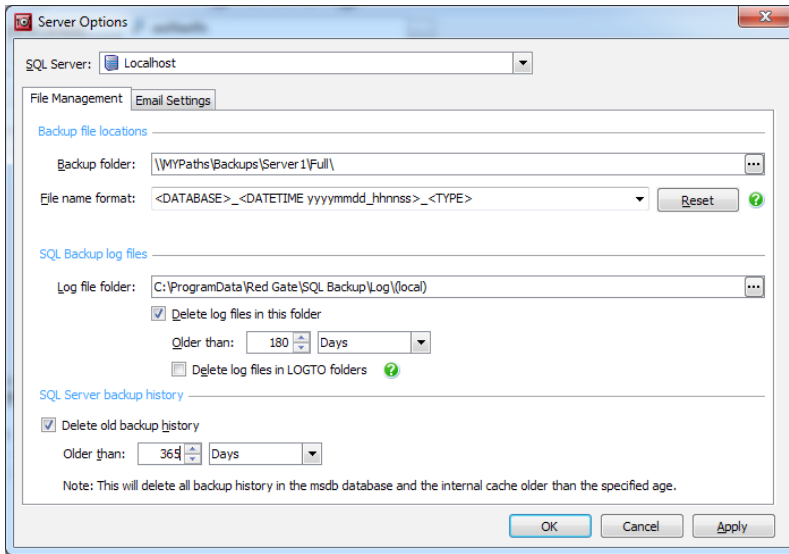 Server Options
SQL Server: Localhost
File Management Email Settings
Backup file locations
Backup folder: \\MYPaths\Backups\Server1\Full\ ...
File name format: <DATABASE>_<DATETIME yyyymmdd_hhnnss>_<TYPE> Reset ?
SQL Backup log files
Log file folder: C:\ProgramData\Red Gate\SQL Backup\Log\(local) ...
Delete log files in this folder
Older than: 180 Days
Delete log files in LOGTO folders ?
SQL Server backup history
Delete old backup history
Older than: 365 Days
Note: This will delete all backup history in the msdb database and the internal cache older than the specified age.
OK Cancel Apply